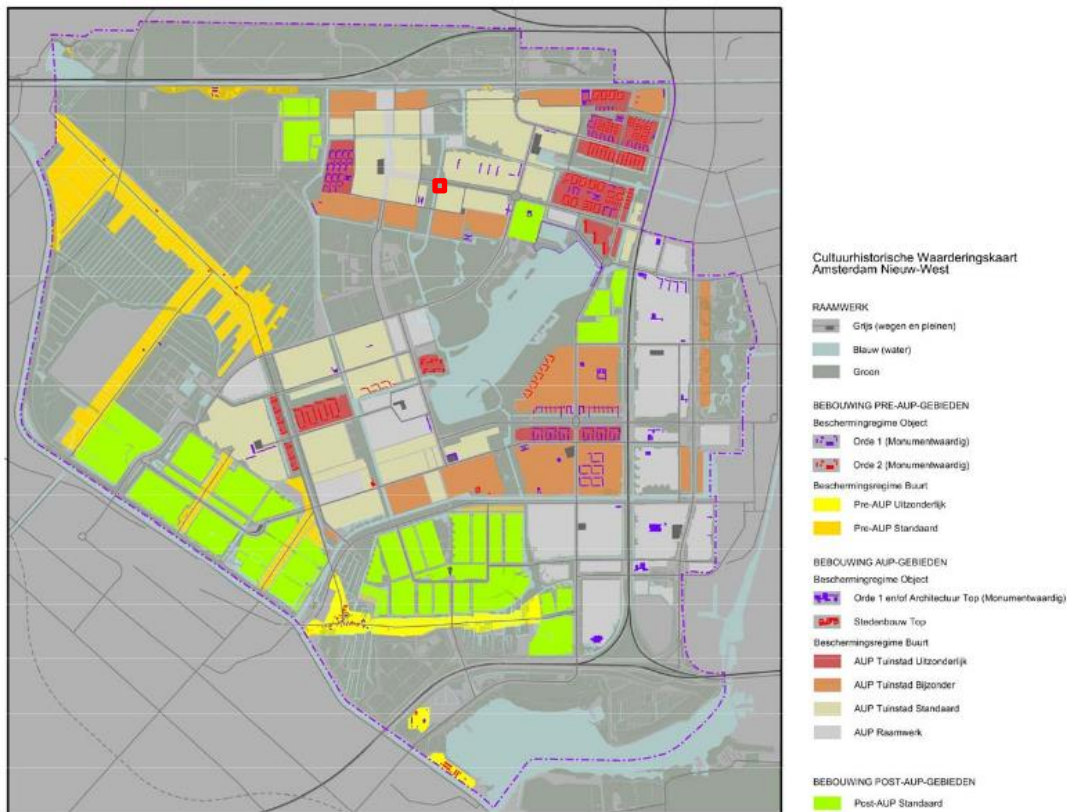 Cultuurhistorische Waarderingskaart
Amsterdam Nieuw-West
RAAMWERK
Grijs (wegen en pleinen)
Blauw (water)
Groen
BEBOUWING PRE-AUP-GEBIEDEN
Beschermingsregime Object
Orde 1 (Monumentwaardig)
Orde 2 (Monumentwaardig)
Beschermingsregime Buurt
Pre-AUP Uitzonderlijk
Pre-AUP Standaard
BEBOUWING AUP-GEBIEDEN
Beschermingregime Object
Orde 1 en/of Architectuur Top (Monumentwaardig)
Stedenbouw Top
Beschermingsregime Buurt
AUP Tuinstad Uitzonderlijk
AUP Tuinstad Bijzonder
AUP Tuinstad Standaard
AUP Raamwerk
BEBOUWING POST-AUP-GEBIEDEN
Post-AUP Standaard